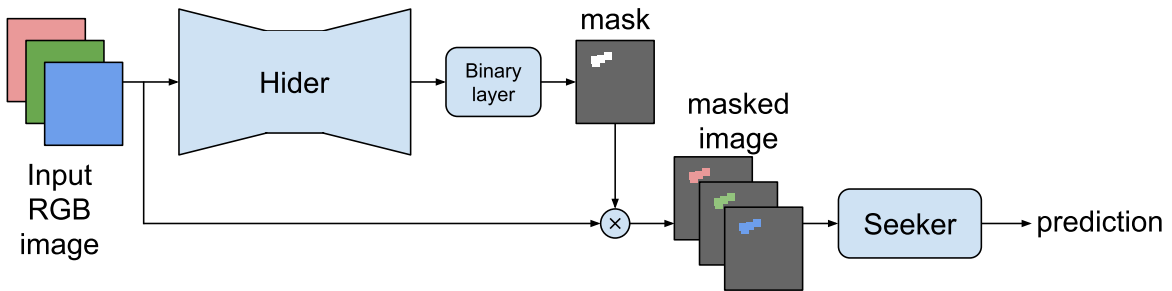 Input
RGB
image
Hider
Binary
layer
mask
×
masked
image
Seeker
prediction